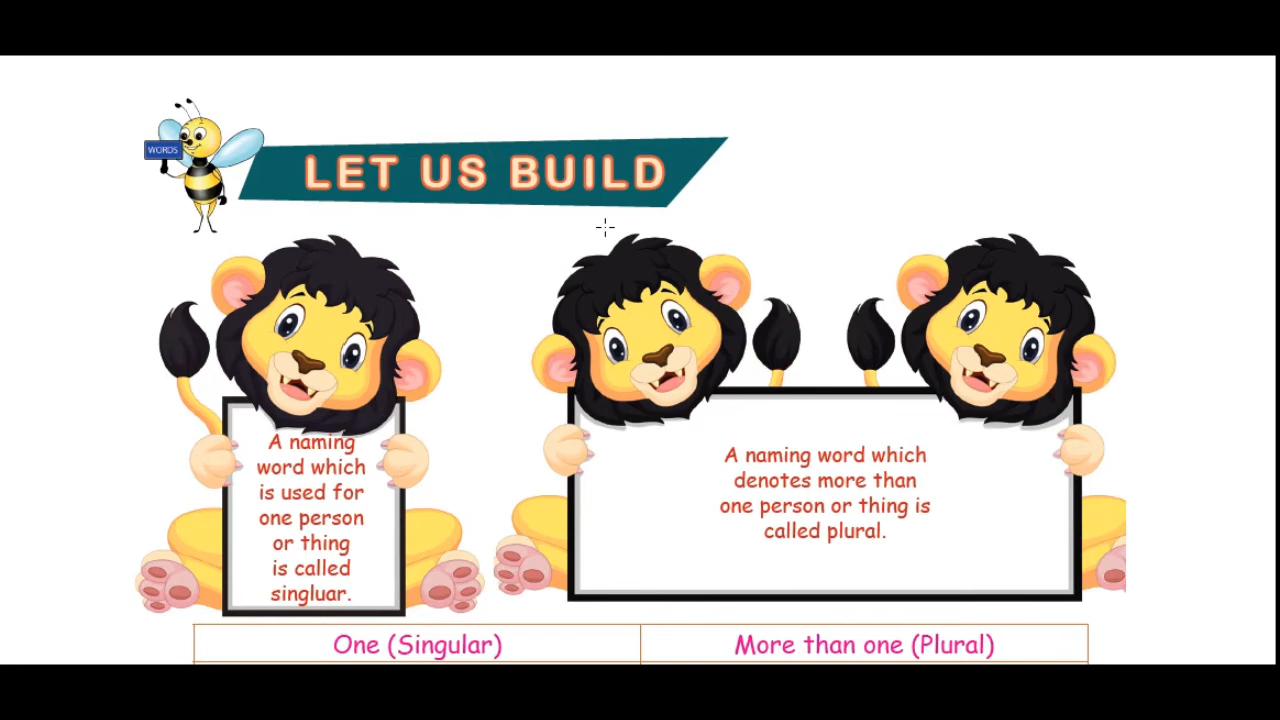 WORDS
LET US BUILD
A naming
word which
is used for
one person
or thing
is called
singluar.
A naming word which
denotes more than
one person or thing is
called plural.
One (Singular)
More than one (Plural)